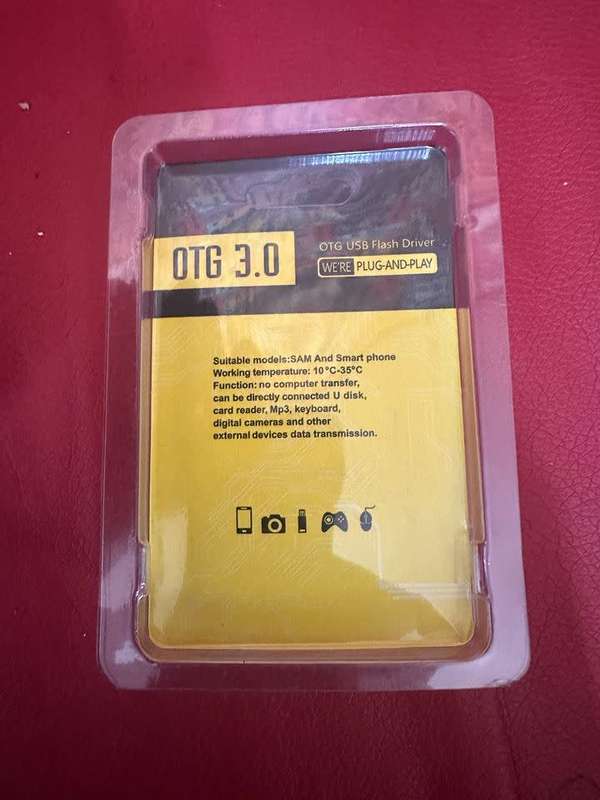 OTG 3.0
OTG USB Flash Driver
WE'RE PLUG-AND-PLAY
Suitable models:SAM And Smart phone
Working temperature: 10°C-35°C
Function: no computer transfer,
can be directly connected U disk,
card reader, Mp3, keyboard,
digital cameras and other
external devices data transmission.